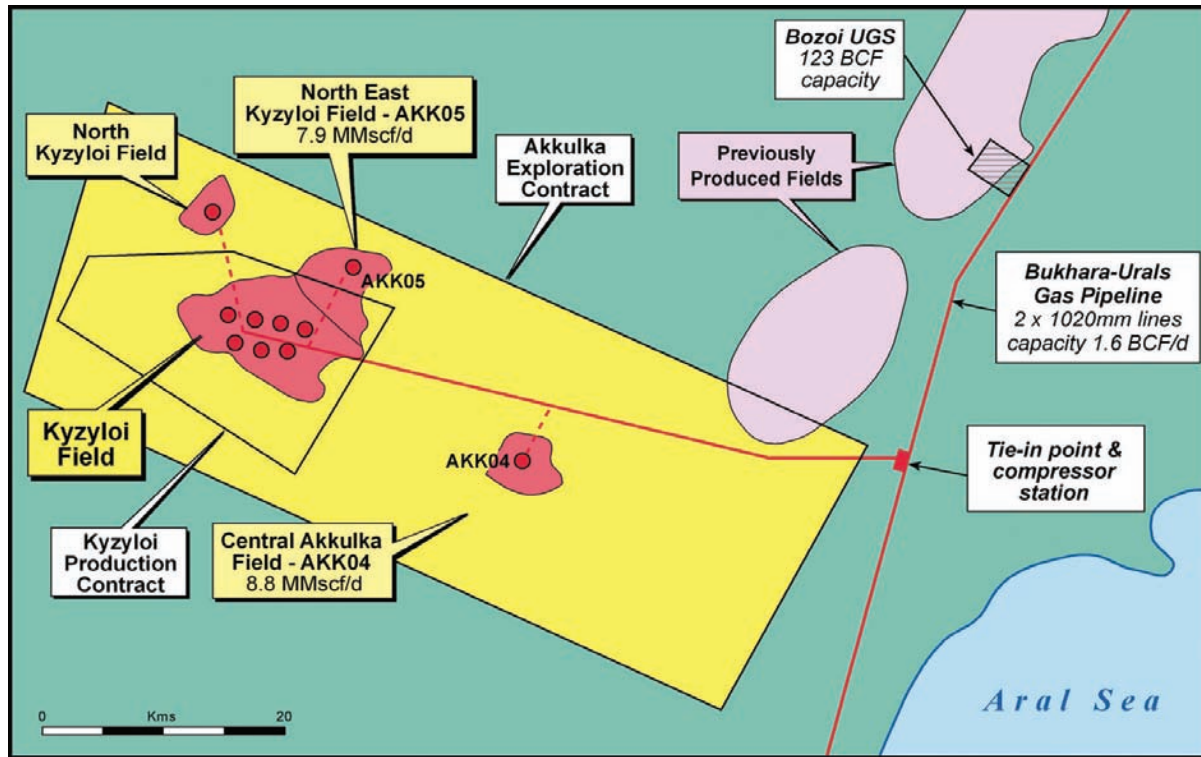 Bozoi UGS
123 BCF
capacity
North East
Kyzyloi Field - AKK05
7.9 MMscf/d
North
Kyzyloi Field
Akkulka
Exploration
Contract
Previously
Produced Fields
AKK05
Bukhara-Urals
Gas Pipeline
2 x 1020mm lines
capacity 1.6 BCF/d
Kyzyloi
Field
AKK04
Tie-in point &
compressor
station
Kyzyloi
Production
Contract
Central Akkulka
Field - AKK04
8.8 MMscf/d
Aral Sea
0 Kms 20